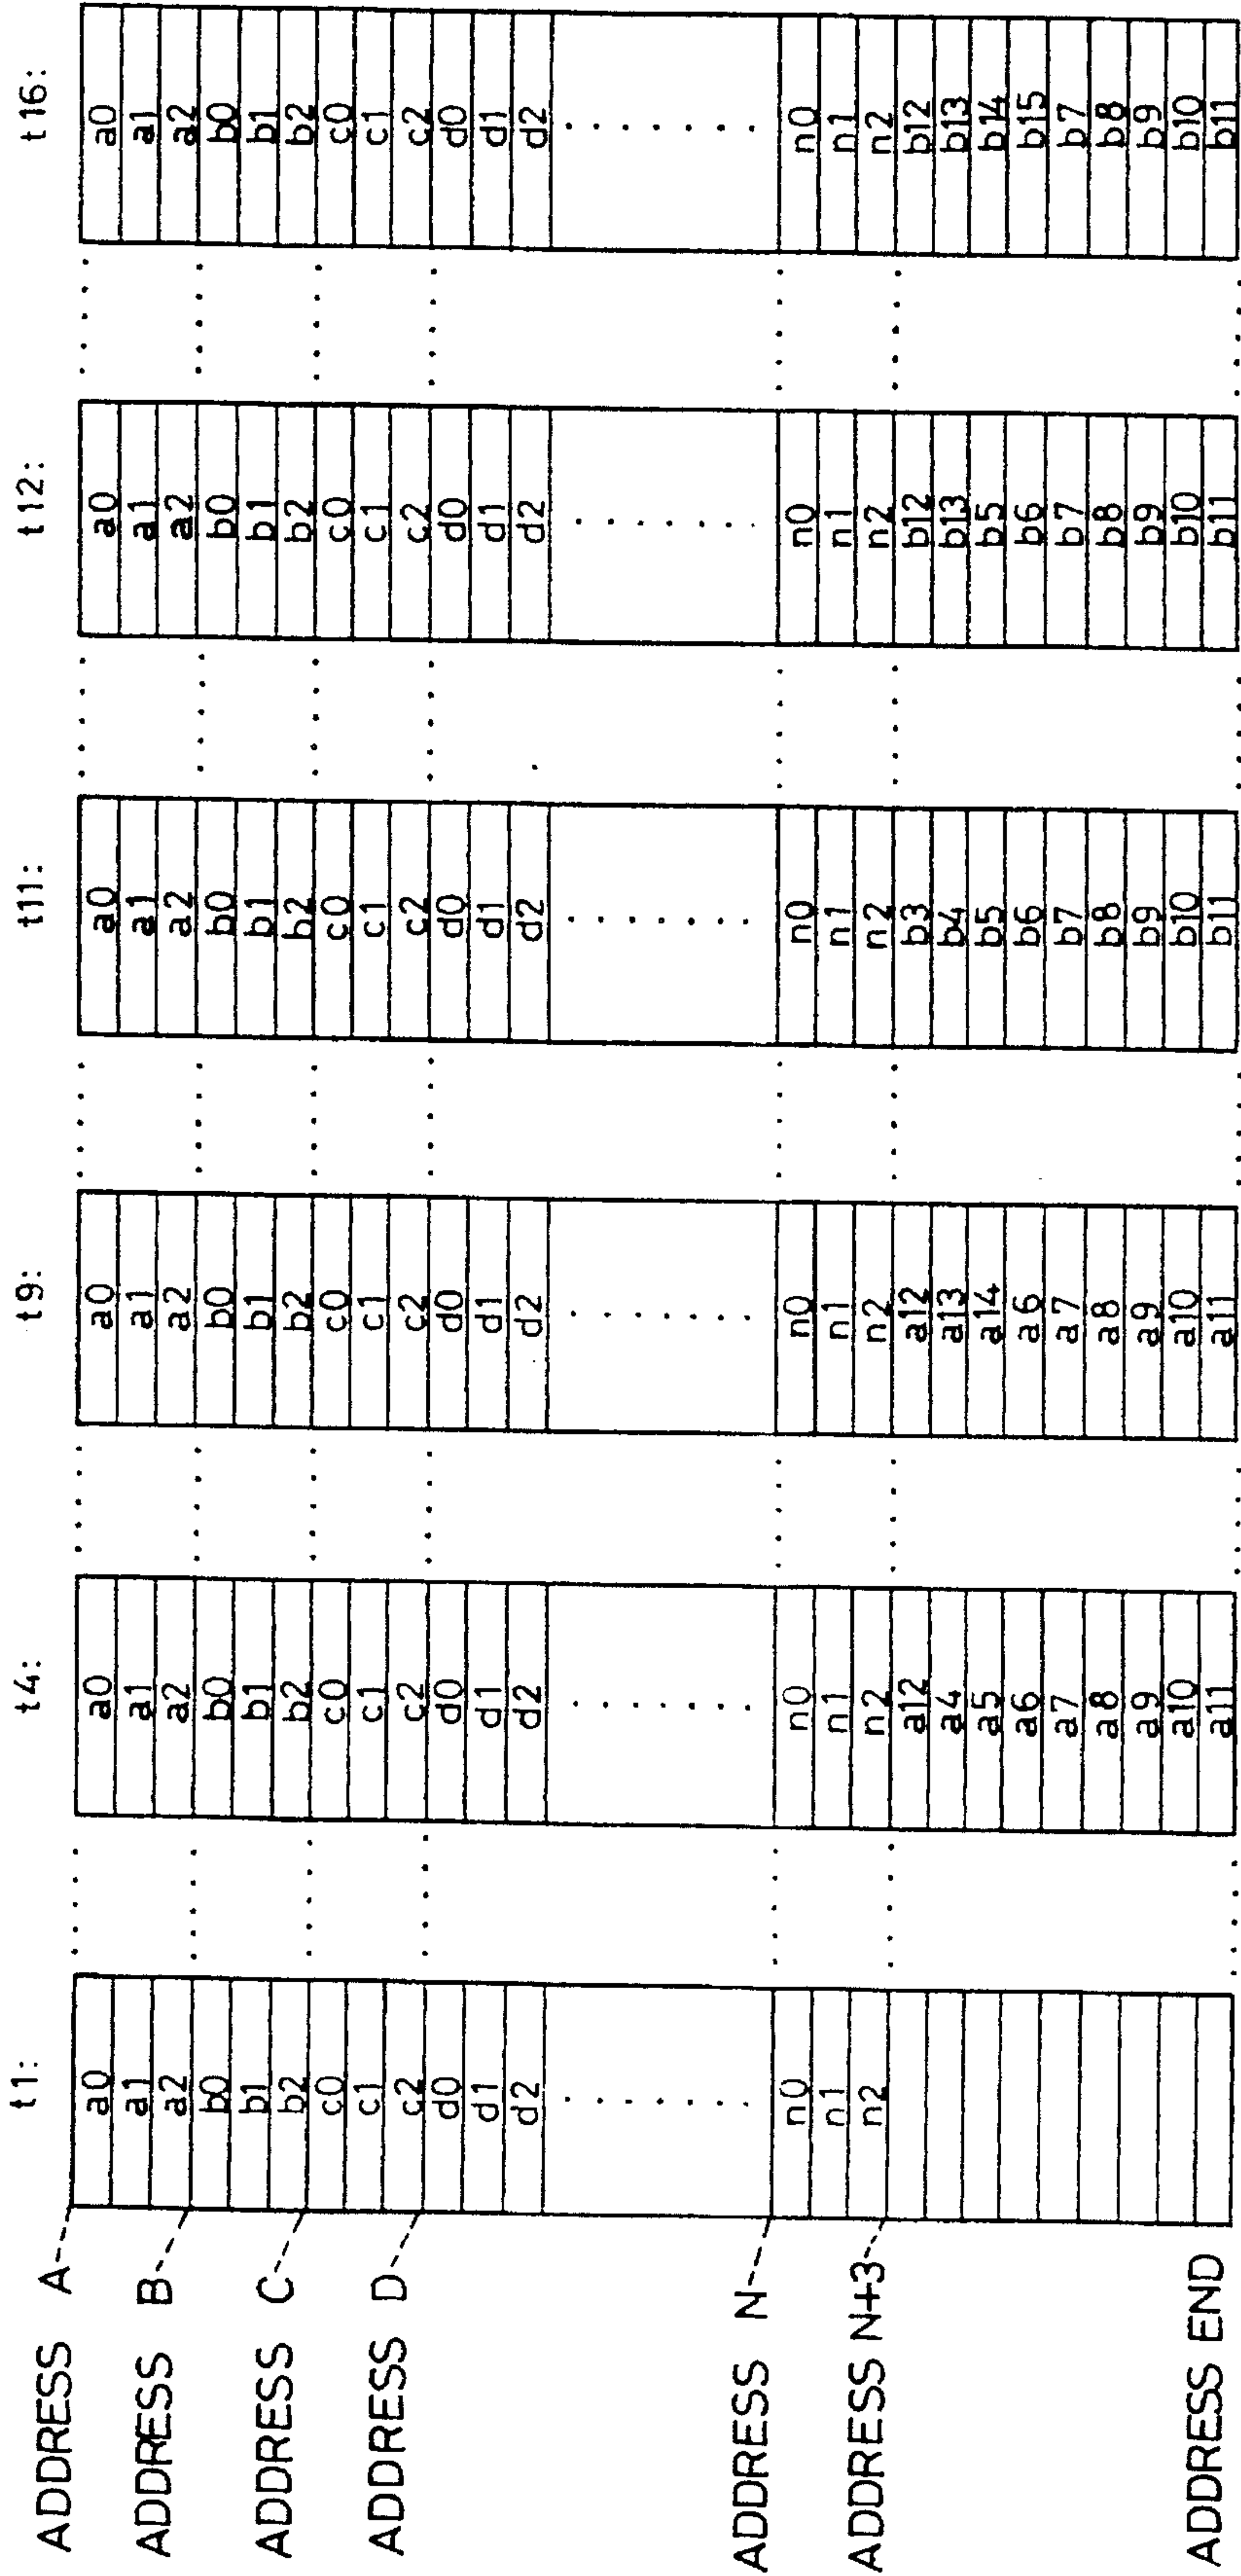 t1: t4: t9: t11: t12: t16:
ADDRESS A a0 a0 a0 a0 a0 a0
a1 a1 a1 a1 a1 a1
a2 a2 a2 a2 a2 a2
ADDRESS B b0 b0 b0 b0 b0 b0
b1 b1 b1 b1 b1 b1
b2 b2 b2 b2 b2 b2
ADDRESS C c0 c0 c0 c0 c0 c0
c1 c1 c1 c1 c1 c1
c2 c2 c2 c2 c2 c2
ADDRESS D d0 d0 d0 d0 d0 d0
d1 d1 d1 d1 d1 d1
d2 d2 d2 d2 d2 d2
ADDRESS N n0 n0 n0 n0 n0 n0
n1 n1 n1 n1 n1 n1
n2 n2 n2 n2 n2 n2
ADDRESS N+3 a12 a12 b3 b12 b12
a4 a13 b4 b13 b13
a5 a14 b5 b5 b14
a6 a6 b6 b6 b15
a7 a7 b7 b7 b7
a8 a8 b8 b8 b8
a9 a9 b9 b9 b9
a10 a10 b10 b10 b10
ADDRESS END a11 a11 b11 b11 b11